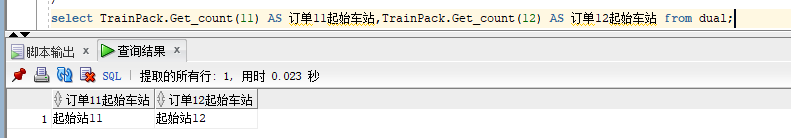 /
select TrainPack.Get_count(11) AS 订单11起始车站,TrainPack.Get_count(12) AS 订单12起始车站 from dual;
脚本输出 × 查询结果 ×
SQL | 提取的所有行: 1, 用时 0.023 秒
订单11起始车站 订单12起始车站
1 起始站11 起始站12